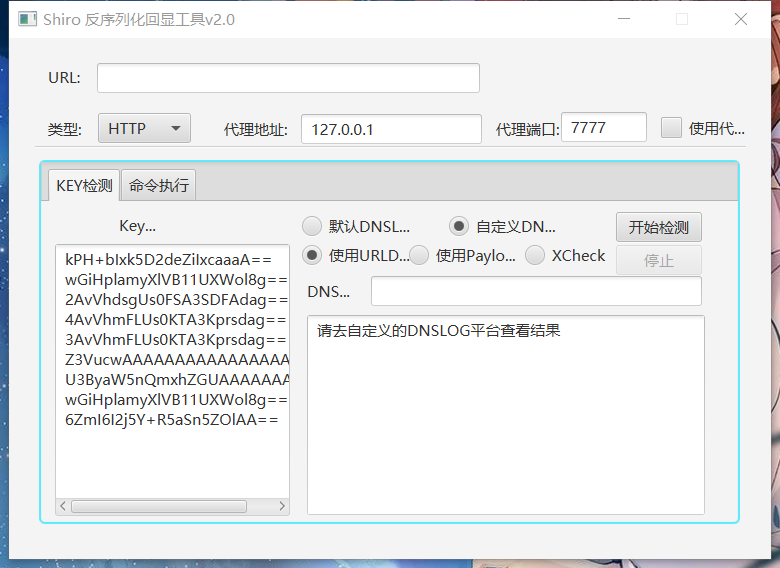 Shiro 反序列化回显工具v2.0
URL:
类型: HTTP 代理地址: 127.0.0.1 代理端口: 7777 使用代...
KEY检测 命令执行
Key... 默认DNSL... 自定义DN... 开始检测
使用URLD... 使用Paylo... XCheck 停止
DNS...
kPH+bIxk5D2deZiIxcaaaA==
wGiHplamyXlVB11UXWol8g==
2AvVhdsgUs0FSA3SDFAdag==
4AvVhmFLUs0KTA3Kprsdag==
3AvVhmFLUs0KTA3Kprsdag==
Z3VucwAAAAAAAAAAAAAAAA
U3ByaW5nQmxhZGUAAAAAAA
wGiHplamyXlVB11UXWol8g==
6ZmI6I2j5Y+R5aSn5ZOlAA==
请去自定义的DNSLOG平台查看结果